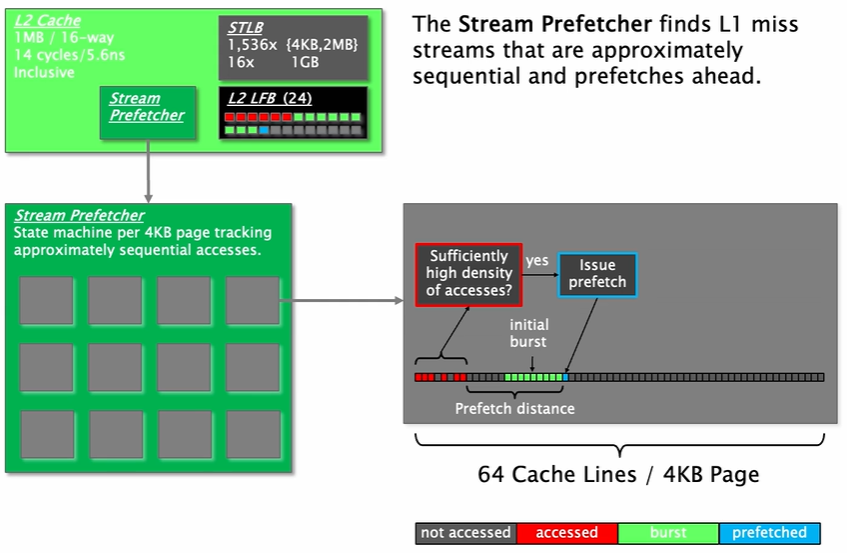 L2 Cache
1MB / 16-way
14 cycles/5.6ns
Inclusive
Stream
Prefetcher
STLB
1,536x {4KB,2MB}
16x 1GB
L2 LFB (24)
The Stream Prefetcher finds L1 miss
streams that are approximately
sequential and prefetches ahead.
Stream Prefetcher
State machine per 4KB page tracking
approximately sequential accesses.
Sufficiently
high density
of accesses?
yes
Issue
prefetch
initial
burst
Prefetch distance
64 Cache Lines / 4KB Page
not accessed
accessed
burst
prefetched